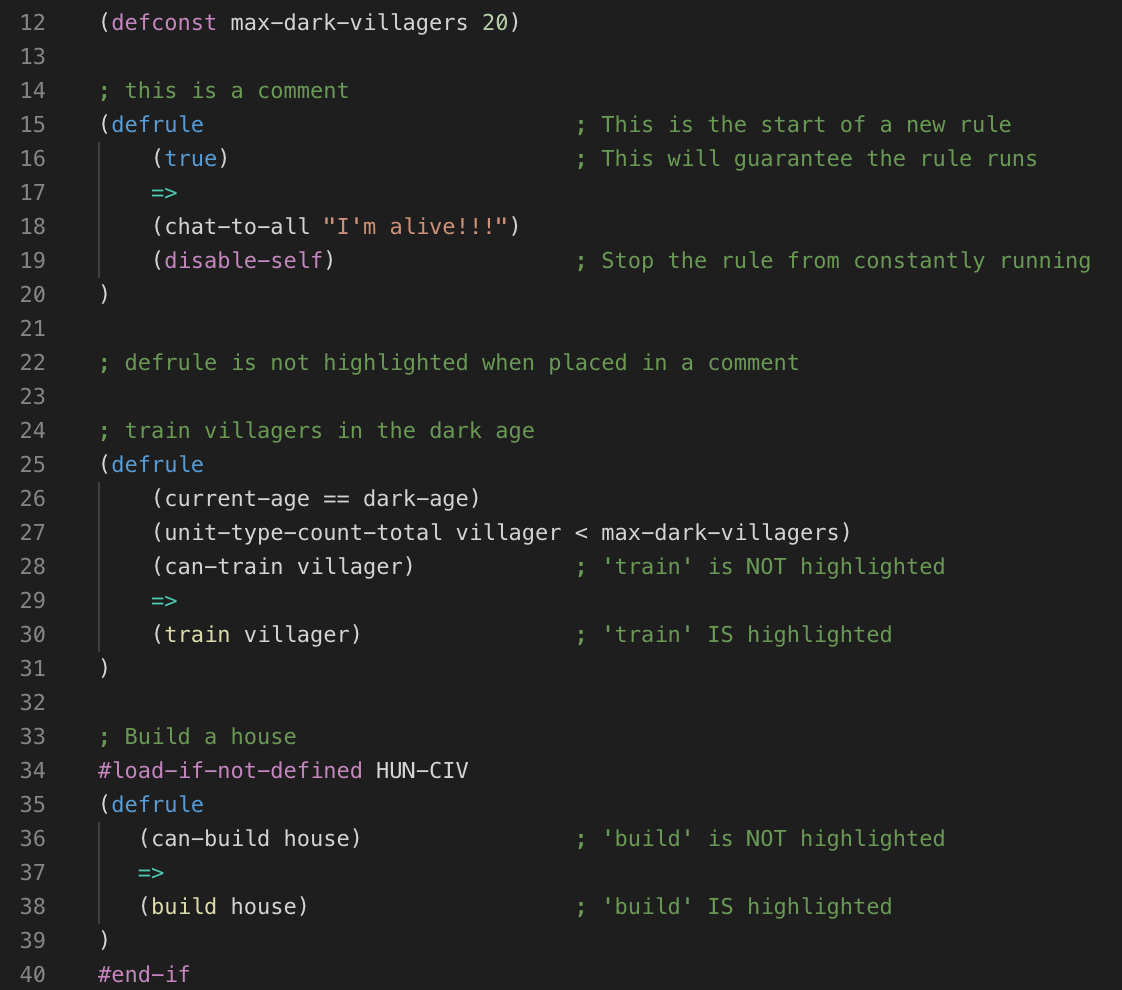 12 (defconst max-dark-villagers 20)
13
14 ; this is a comment
15 (defrule ; This is the start of a new rule
16 (true) ; This will guarantee the rule runs
17 =>
18 (chat-to-all "I'm alive!!!")
19 (disable-self) ; Stop the rule from constantly running
20 )
21
22 ; defrule is not highlighted when placed in a comment
23
24 ; train villagers in the dark age
25 (defrule
26 (current-age == dark-age)
27 (unit-type-count-total villager < max-dark-villagers)
28 (can-train villager) ; 'train' is NOT highlighted
29 =>
30 (train villager) ; 'train' IS highlighted
31 )
32
33 ; Build a house
34 #load-if-not-defined HUN-CIV
35 (defrule
36 (can-build house) ; 'build' is NOT highlighted
37 =>
38 (build house) ; 'build' IS highlighted
39 )
40 #end-if